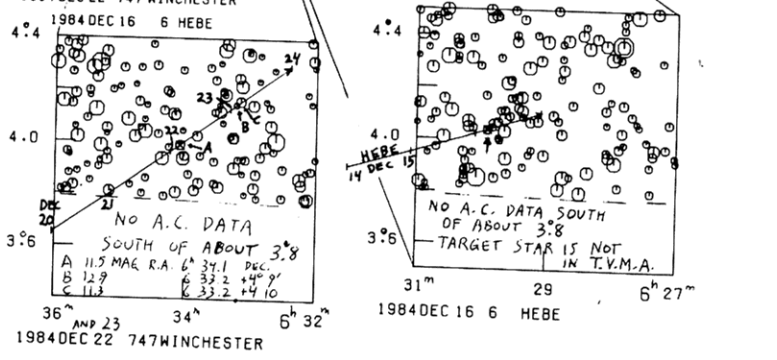 747 WINCHESTER
1984 DEC 16 6 HEBE
4°.4
24
23
C
B
22
A
4.0
DEC
20
21
NO A.C. DATA
SOUTH OF ABOUT 3°.8
3°.6
A 11.5 MAG R.A. 6h 34.1 DEC.
B 12.9 6 33.2 +4° 9'
C 11.3 6 33.2 +4 10
36m
34m
6h 32m
AND 23
1984 DEC 22 747 WINCHESTER
4°.4
4.0
HEBE
14 DEC 15
NO A.C. DATA SOUTH
OF ABOUT 3°.8
3°.6
TARGET STAR IS NOT
IN T.V.M.A.
31m
29
6h 27m
1984 DEC 16 6 HEBE